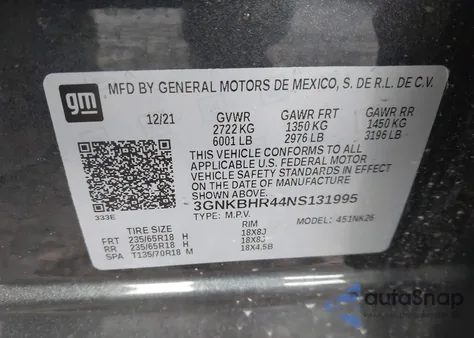 gm
MFD BY GENERAL MOTORS DE MEXICO, S. DE R.L. DE C.V.
12/21 GVWR GAWR FRT GAWR RR
2722 KG 1350 KG 1450 KG
6001 LB 2976 LB 3196 LB
THIS VEHICLE CONFORMS TO ALL
APPLICABLE U.S. FEDERAL MOTOR
VEHICLE SAFETY STANDARDS IN EFFECT
ON THE DATE OF MANUFACTURE SHOWN ABOVE.
333E
3GNKBHR44NS131995
TYPE: M.P.V. MODEL: 451NK26
TIRE SIZE RIM
FRT 235/65R18 H 18X8J
RR 235/65R18 H 18X8J
SPA T135/70R18 M 18X4.5B
autoSnap